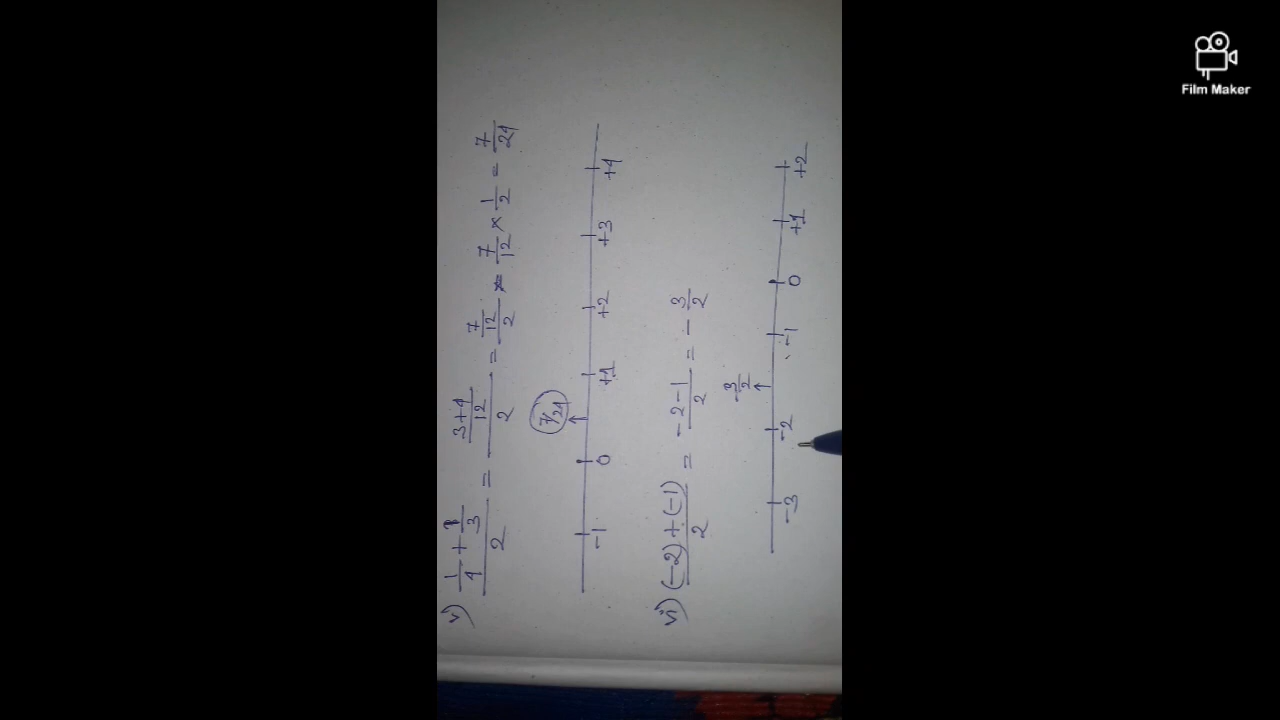 v) (1/4 + 1/3)/2 = ((3+4)/12)/2 = (7/12)/2 = 7/12 × 1/2 = 7/24
7/24
-1 0 +1 +2 +3 +4
vi) ((-2)+(-1))/2 = (-2-1)/2 = -3/2
-3/2
-3 -2 -1 0 +1 +2
Film Maker